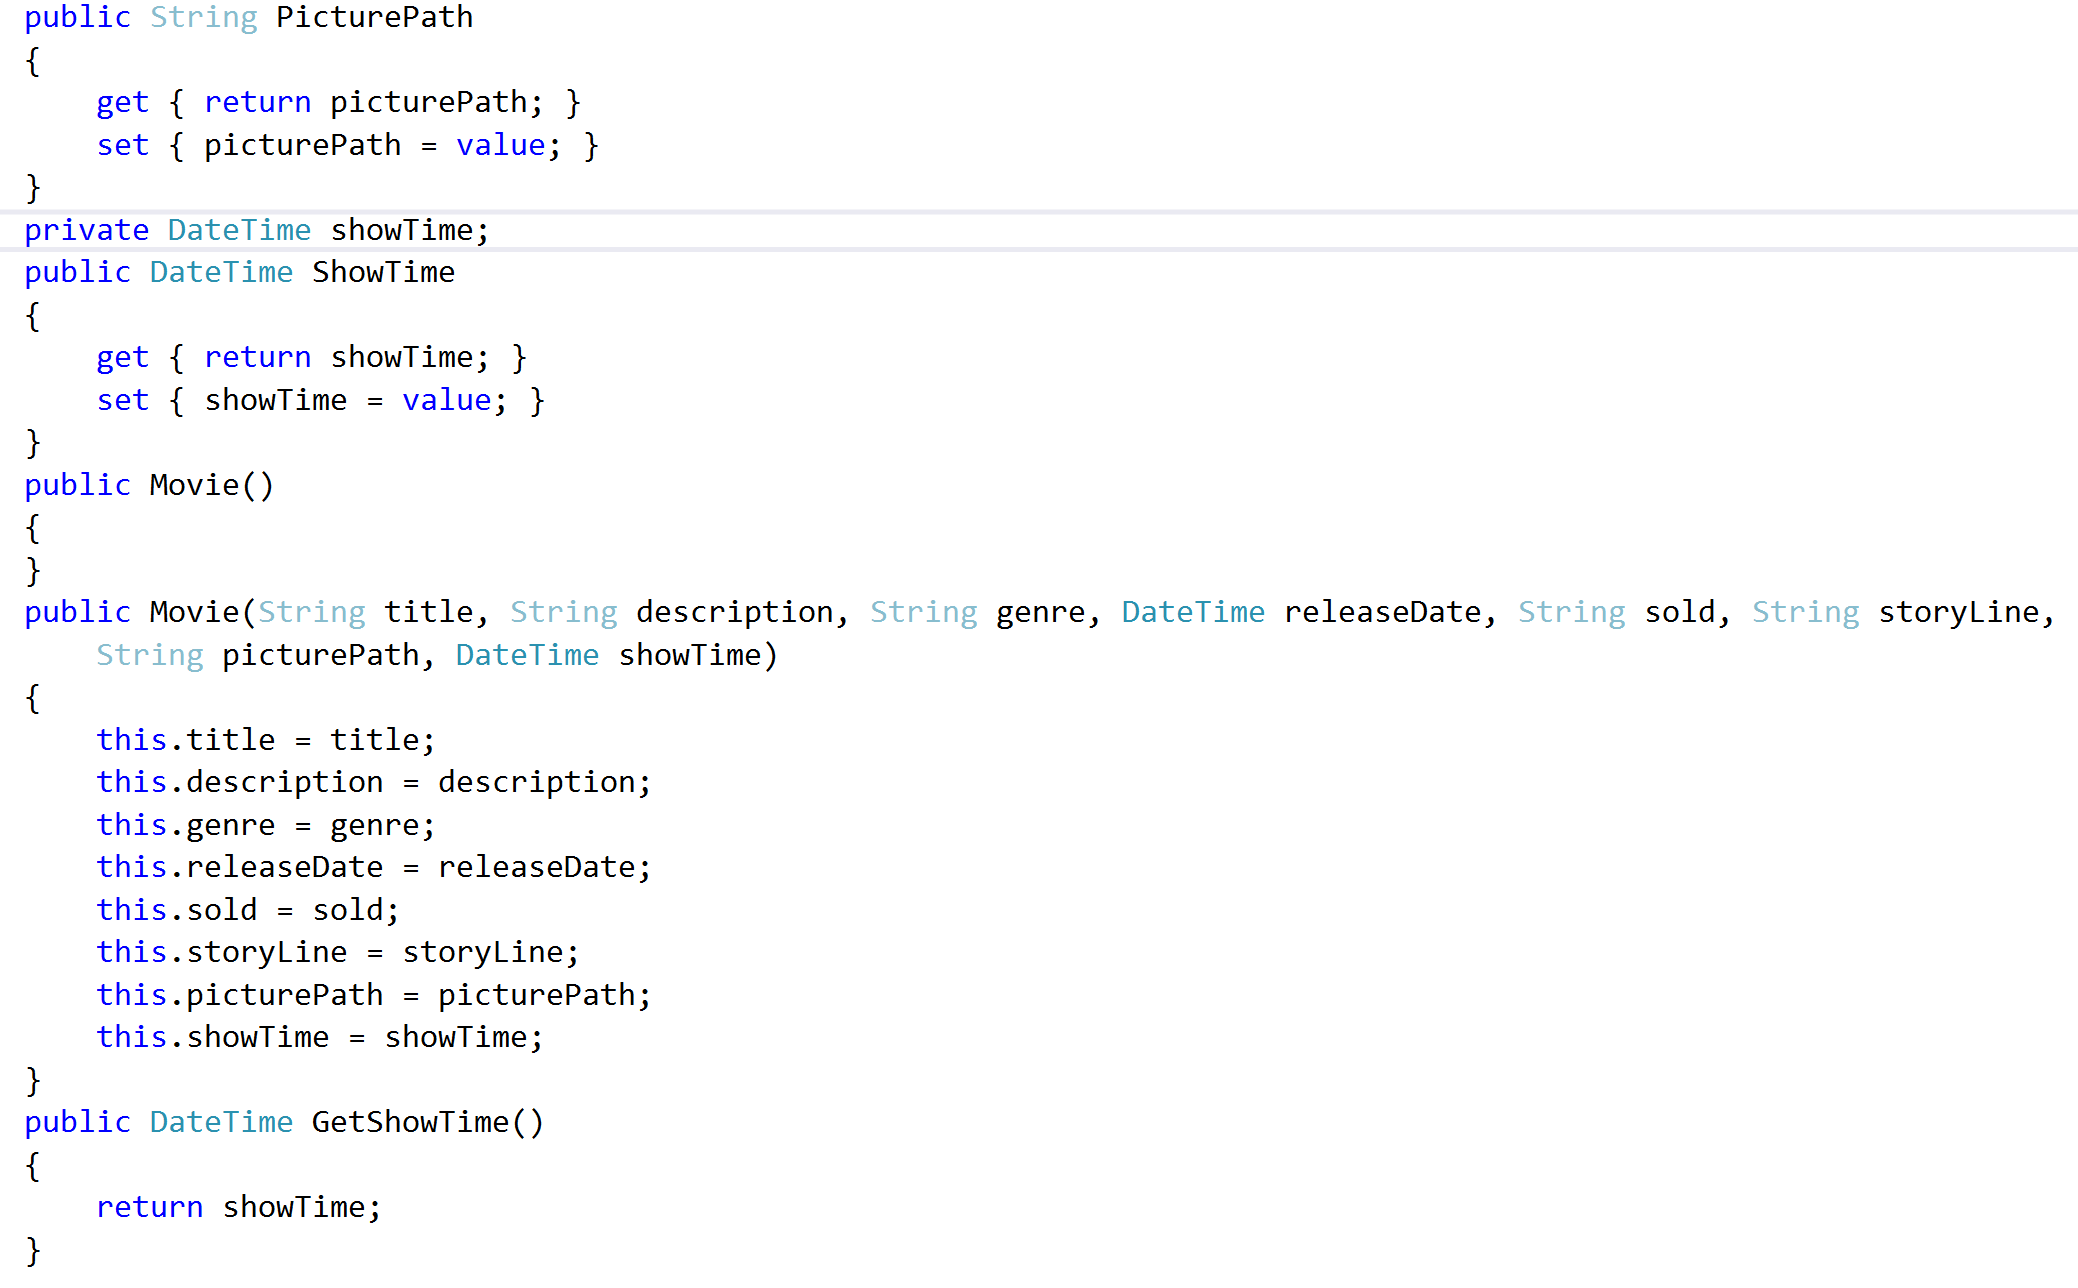 public String PicturePath
{
    get { return picturePath; }
    set { picturePath = value; }
}
private DateTime showTime;
public DateTime ShowTime
{
    get { return showTime; }
    set { showTime = value; }
}
public Movie()
{
}
public Movie(String title, String description, String genre, DateTime releaseDate, String sold, String storyLine,
    String picturePath, DateTime showTime)
{
    this.title = title;
    this.description = description;
    this.genre = genre;
    this.releaseDate = releaseDate;
    this.sold = sold;
    this.storyLine = storyLine;
    this.picturePath = picturePath;
    this.showTime = showTime;
}
public DateTime GetShowTime()
{
    return showTime;
}